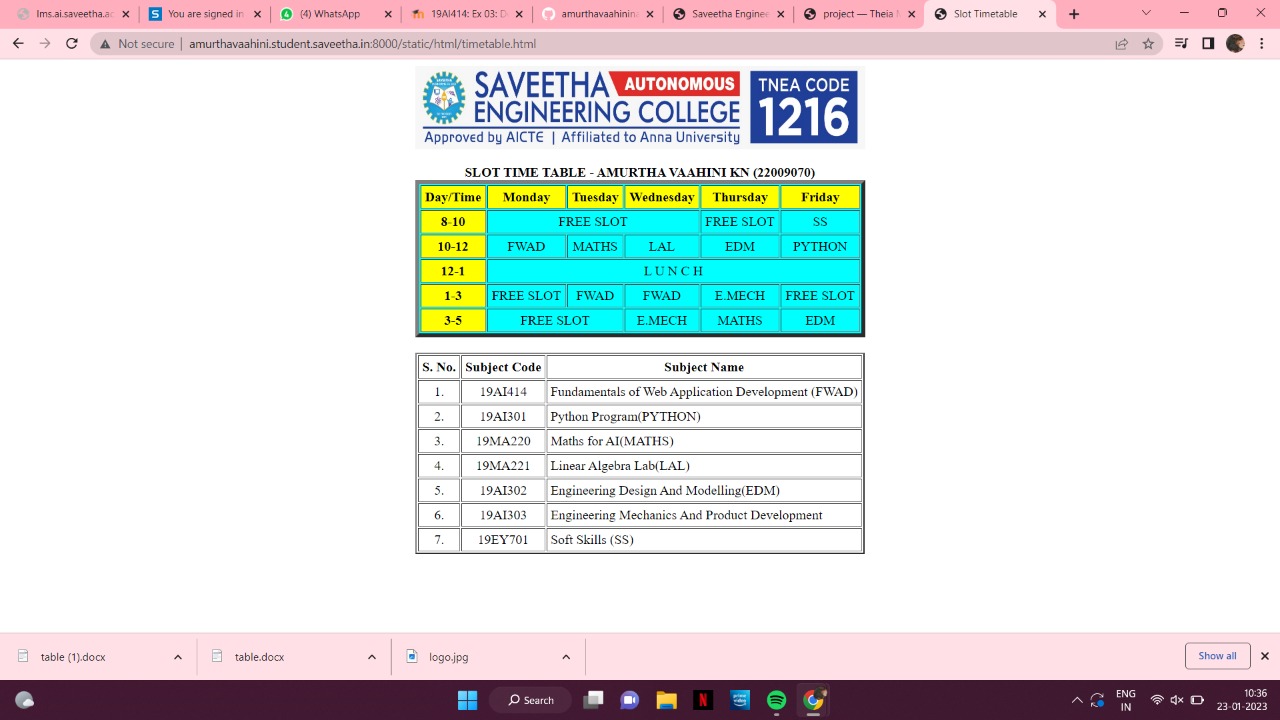 lms.ai.saveetha.ac
You are signed in
(4) WhatsApp
19AI414: Ex 03: D
amurthavaahinina
Saveetha Enginee
project — Theia
Slot Timetable
Not secure | amurthavaahini.student.saveetha.in:8000/static/html/timetable.html
SAVEETHA AUTONOMOUS
ENGINEERING COLLEGE
Approved by AICTE | Affiliated to Anna University
TNEA CODE
1216
SLOT TIME TABLE - AMURTHA VAAHINI KN (22009070)
Day/Time Monday Tuesday Wednesday Thursday Friday
8-10 FREE SLOT FREE SLOT SS
10-12 FWAD MATHS LAL EDM PYTHON
12-1 L U N C H
1-3 FREE SLOT FWAD FWAD E.MECH FREE SLOT
3-5 FREE SLOT E.MECH MATHS EDM
S. No. Subject Code Subject Name
1. 19AI414 Fundamentals of Web Application Development (FWAD)
2. 19AI301 Python Program(PYTHON)
3. 19MA220 Maths for AI(MATHS)
4. 19MA221 Linear Algebra Lab(LAL)
5. 19AI302 Engineering Design And Modelling(EDM)
6. 19AI303 Engineering Mechanics And Product Development
7. 19EY701 Soft Skills (SS)
table (1).docx
table.docx
logo.jpg
Show all
Search
ENG
IN
10:36
23-01-2023